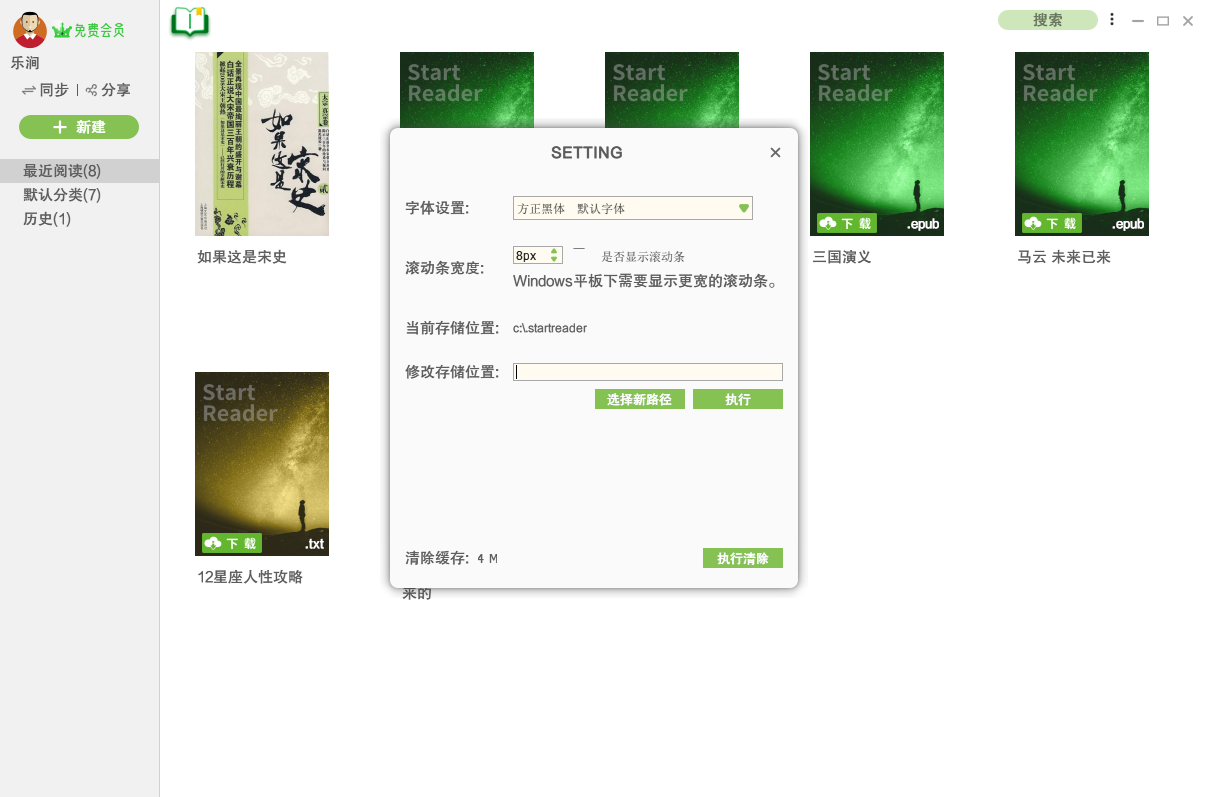 免费会员
乐涧
同步 | 分享
+ 新建
最近阅读(8)
默认分类(7)
历史(1)
搜索
全景再现中国最绚丽王朝的盛开与谢幕
白话正说大宋帝国三百年兴衰历程
如果这是宋史
贰
如果这是宋史
Start
Reader
Start
Reader
Start
Reader
下 载
.epub
三国演义
Start
Reader
下 载
.epub
马云 未来已来
Start
Reader
下 载
.txt
12星座人性攻略
来的
SETTING
字体设置:
方正黑体 默认字体
滚动条宽度:
8px
是否显示滚动条
Windows平板下需要显示更宽的滚动条。
当前存储位置:
c:\.startreader
修改存储位置:
选择新路径
执行
清除缓存: 4 M
执行清除